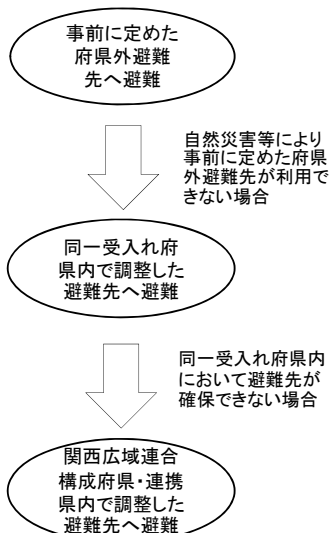 事前に定めた
府県外避難
先へ避難
自然災害等により
事前に定めた府県
外避難先が利用で
きない場合
同一受入れ府
県内で調整した
避難先へ避難
同一受入れ府県内
において避難先が
確保できない場合
関西広域連合
構成府県・連携
県内で調整した
避難先へ避難